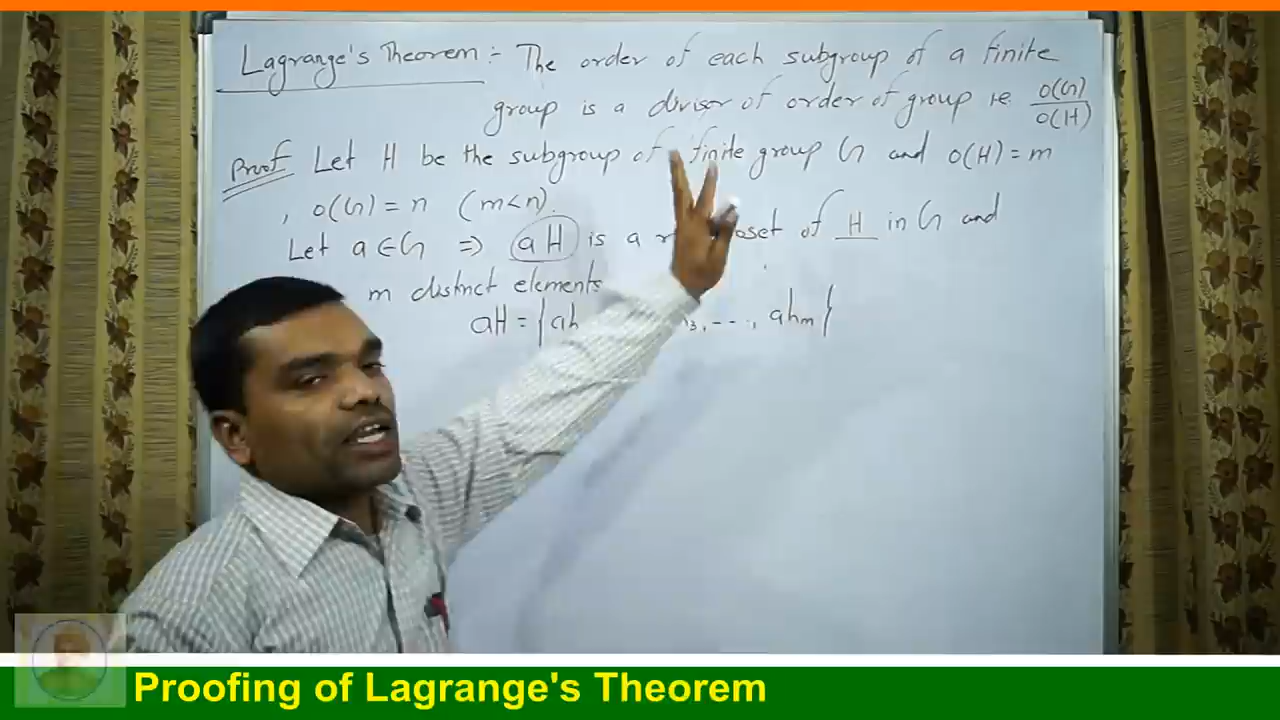 Lagrange's Theorem :- The order of each subgroup of a finite
group is a divisor of order of group i.e. O(G)/O(H)
Proof Let H be the subgroup of finite group G and O(H) = m
, O(G) = n (m<n).
Let a ∈ G ⇒ aH is a coset of H in G and
m distinct elements
aH = { ah ..., ahm }
Proofing of Lagrange's Theorem